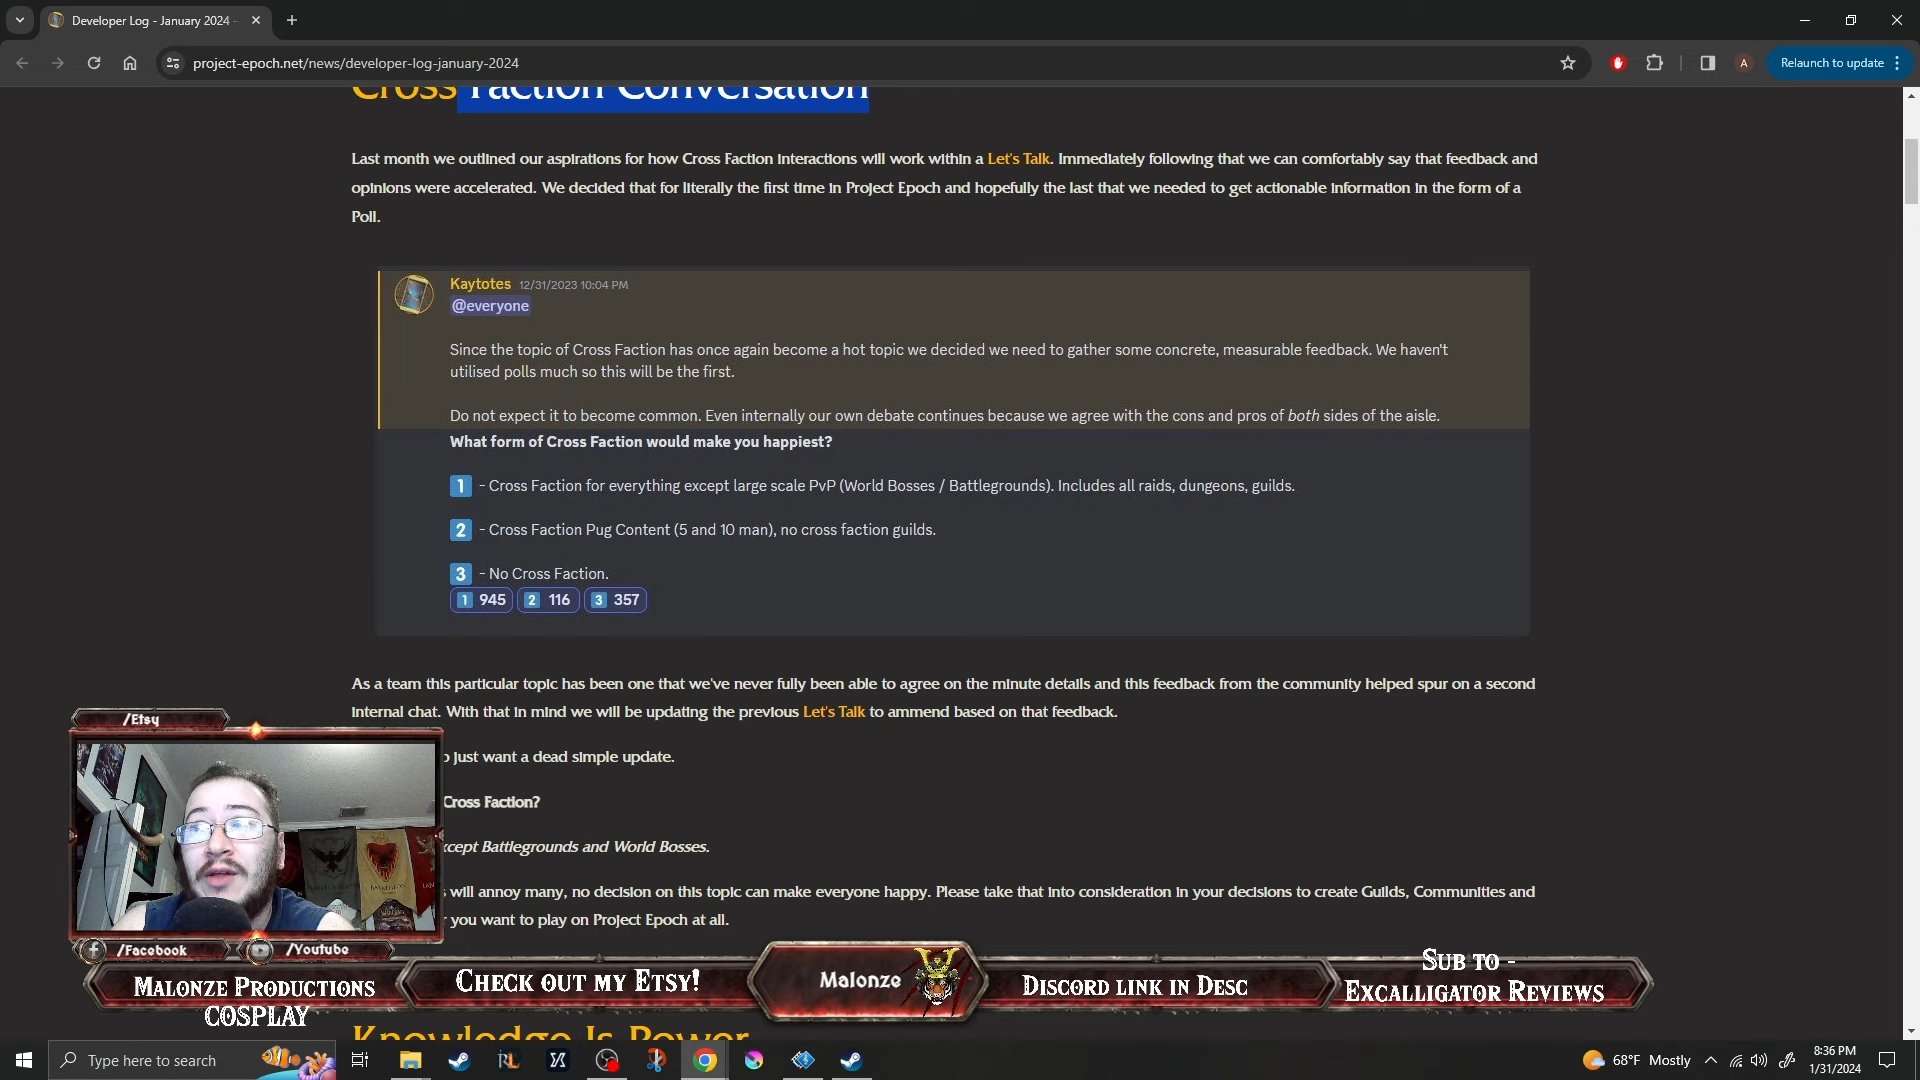 Developer Log - January 2024 -
project-epoch.net/news/developer-log-january-2024
A
Relaunch to update
Cross Faction Conversation
Last month we outlined our aspirations for how Cross Faction interactions will work within a Let's Talk. Immediately following that we can comfortably say that feedback and
opinions were accelerated. We decided that for literally the first time in Project Epoch and hopefully the last that we needed to get actionable information in the form of a
Poll.
Kaytotes 12/31/2023 10:04 PM
@everyone
Since the topic of Cross Faction has once again become a hot topic we decided we need to gather some concrete, measurable feedback. We haven't
utilised polls much so this will be the first.
Do not expect it to become common. Even internally our own debate continues because we agree with the cons and pros of both sides of the aisle.
What form of Cross Faction would make you happiest?
1 - Cross Faction for everything except large scale PvP (World Bosses / Battlegrounds). Includes all raids, dungeons, guilds.
2 - Cross Faction Pug Content (5 and 10 man), no cross faction guilds.
3 - No Cross Faction.
1 945 2 116 3 357
As a team this particular topic has been one that we've never fully been able to agree on the minute details and this feedback from the community helped spur on a second
internal chat. With that in mind we will be updating the previous Let's Talk to ammend based on that feedback.
/Etsy
just want a dead simple update.
Cross Faction?
xcept Battlegrounds and World Bosses.
will annoy many, no decision on this topic can make everyone happy. Please take that into consideration in your decisions to create Guilds, Communities and
you want to play on Project Epoch at all.
/Facebook
/Youtube
Malonze Productions
COSPLAY
Check out my Etsy!
Malonze
Discord link in Desc
Sub to -
Excalligator Reviews
Knowledge Is Power
Type here to search
RL
68°F Mostly
8:36 PM
1/31/2024